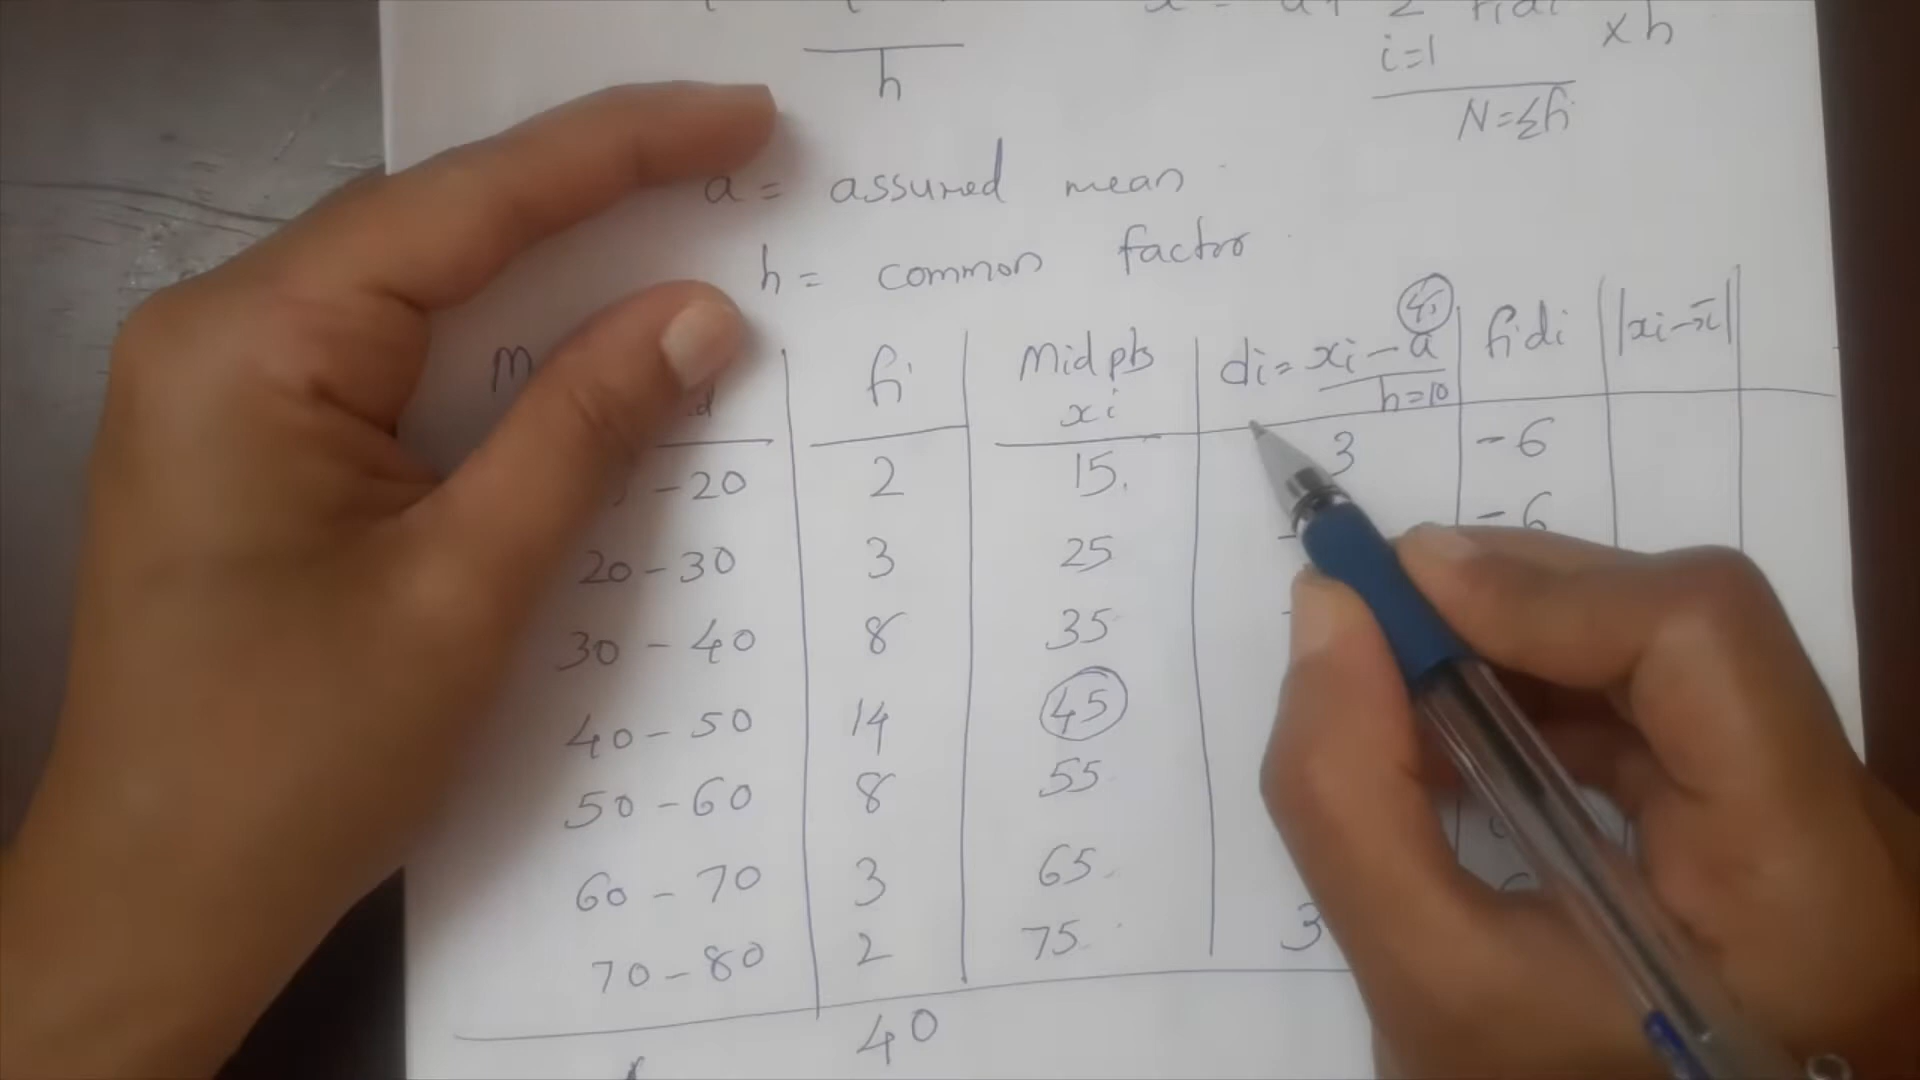 × h
i=1
h
N=Σfi
a = assumed mean
h = common factor
45
fi
Mid pts
xi
di = xi - a
h=10
fidi
|xi - x̄|
-20 2 15. 3 -6
20-30 3 25 -6
30-40 8 35
40-50 14 45
50-60 8 55
60-70 3 65
70-80 2 75 3
40